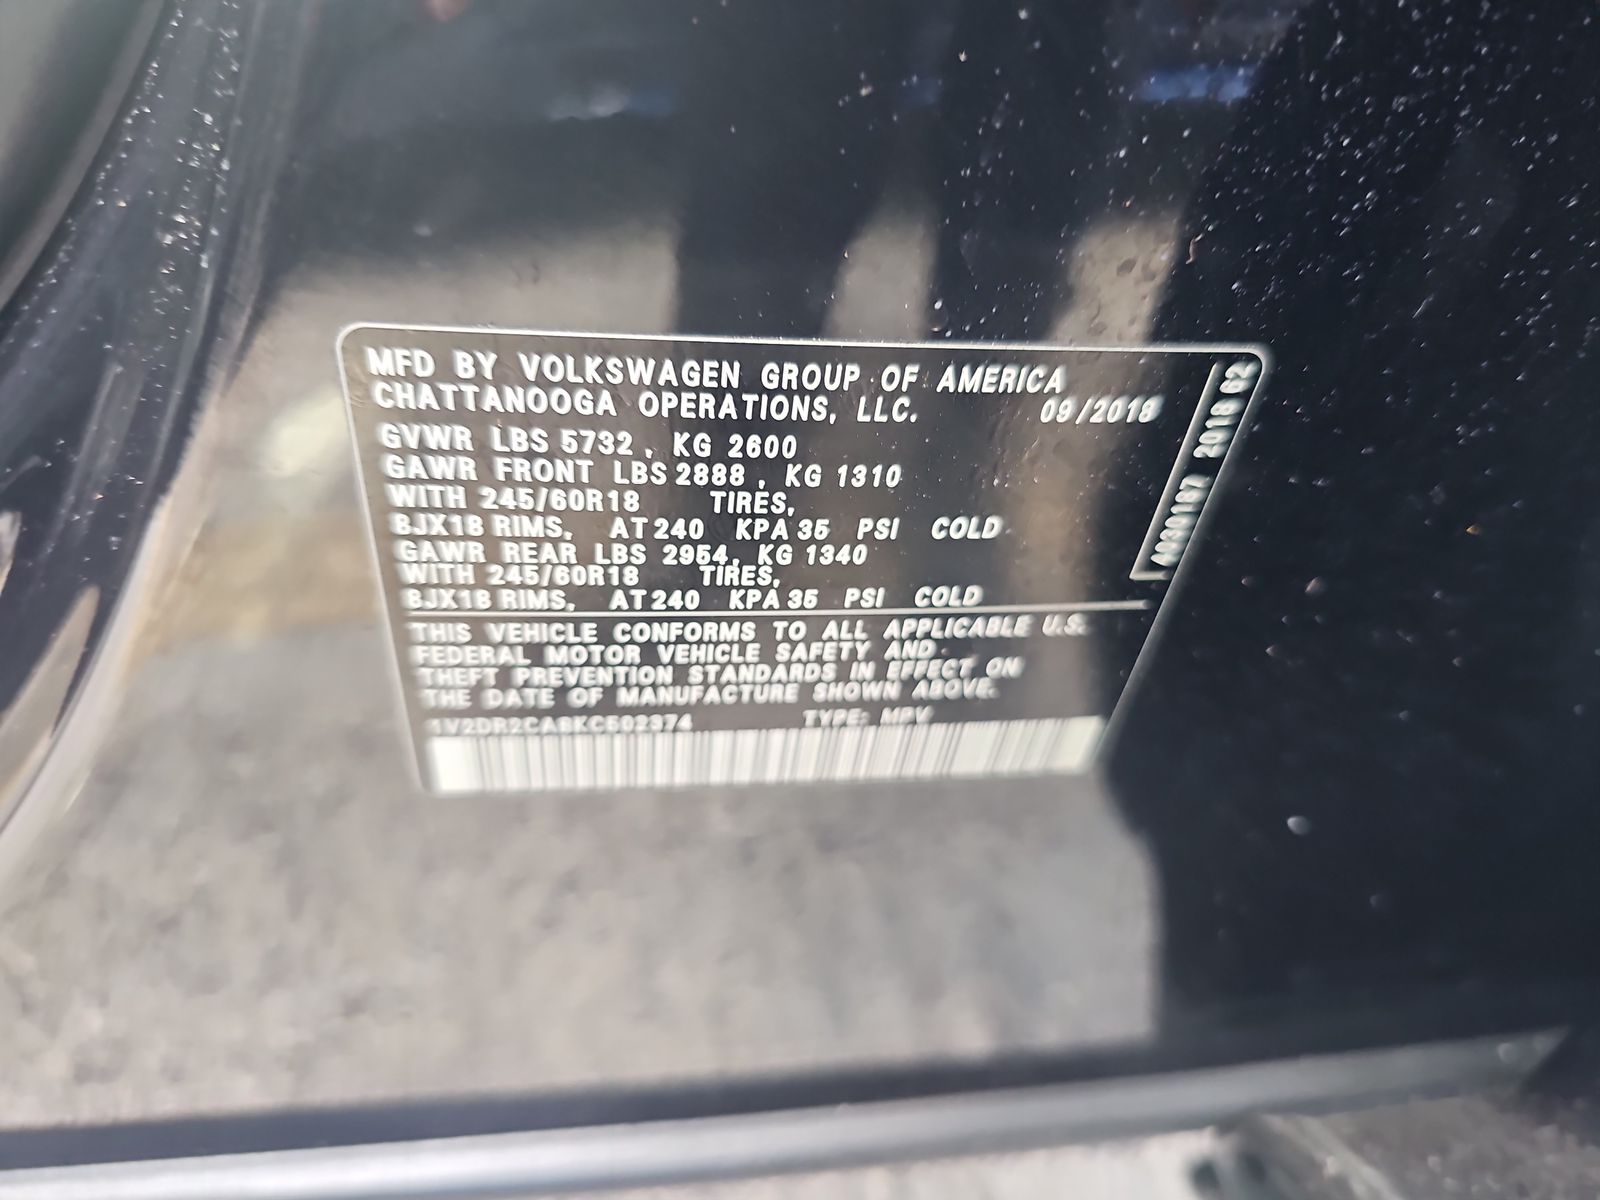 MFD BY VOLKSWAGEN GROUP OF AMERICA
CHATTANOOGA OPERATIONS, LLC. 09/2018
GVWR LBS 5732 , KG 2600
GAWR FRONT LBS 2888 , KG 1310
WITH 245/60R18 TIRES,
8JX18 RIMS, AT 240 KPA 35 PSI COLD
GAWR REAR LBS 2954, KG 1340
WITH 245/60R18 TIRES,
8JX18 RIMS, AT 240 KPA 35 PSI COLD
THIS VEHICLE CONFORMS TO ALL APPLICABLE U.S.
FEDERAL MOTOR VEHICLE SAFETY AND
THEFT PREVENTION STANDARDS IN EFFECT ON
THE DATE OF MANUFACTURE SHOWN ABOVE.
1V2DR2CA8KC502374 TYPE: MPV
4030167 2018 62